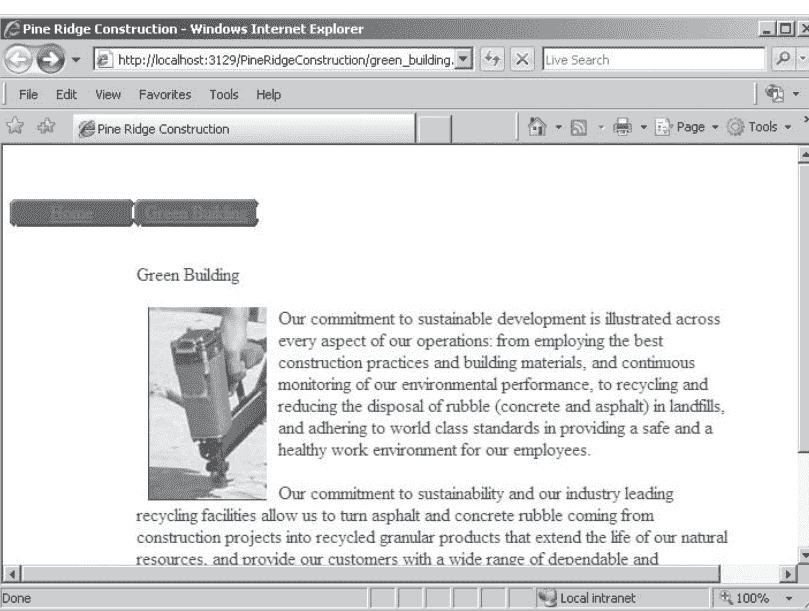 Pine Ridge Construction - Windows Internet Explorer
http://localhost:3129/PineRidgeConstruction/green_building.
Live Search
File Edit View Favorites Tools Help
Pine Ridge Construction
Page Tools
Home Green Building
Green Building
Our commitment to sustainable development is illustrated across
every aspect of our operations: from employing the best
construction practices and building materials, and continuous
monitoring of our environmental performance, to recycling and
reducing the disposal of rubble (concrete and asphalt) in landfills,
and adhering to world class standards in providing a safe and a
healthy work environment for our employees.
Our commitment to sustainability and our industry leading
recycling facilities allow us to turn asphalt and concrete rubble coming from
construction projects into recycled granular products that extend the life of our natural
resources, and provide our customers with a wide range of dependable and
Done Local intranet 100%